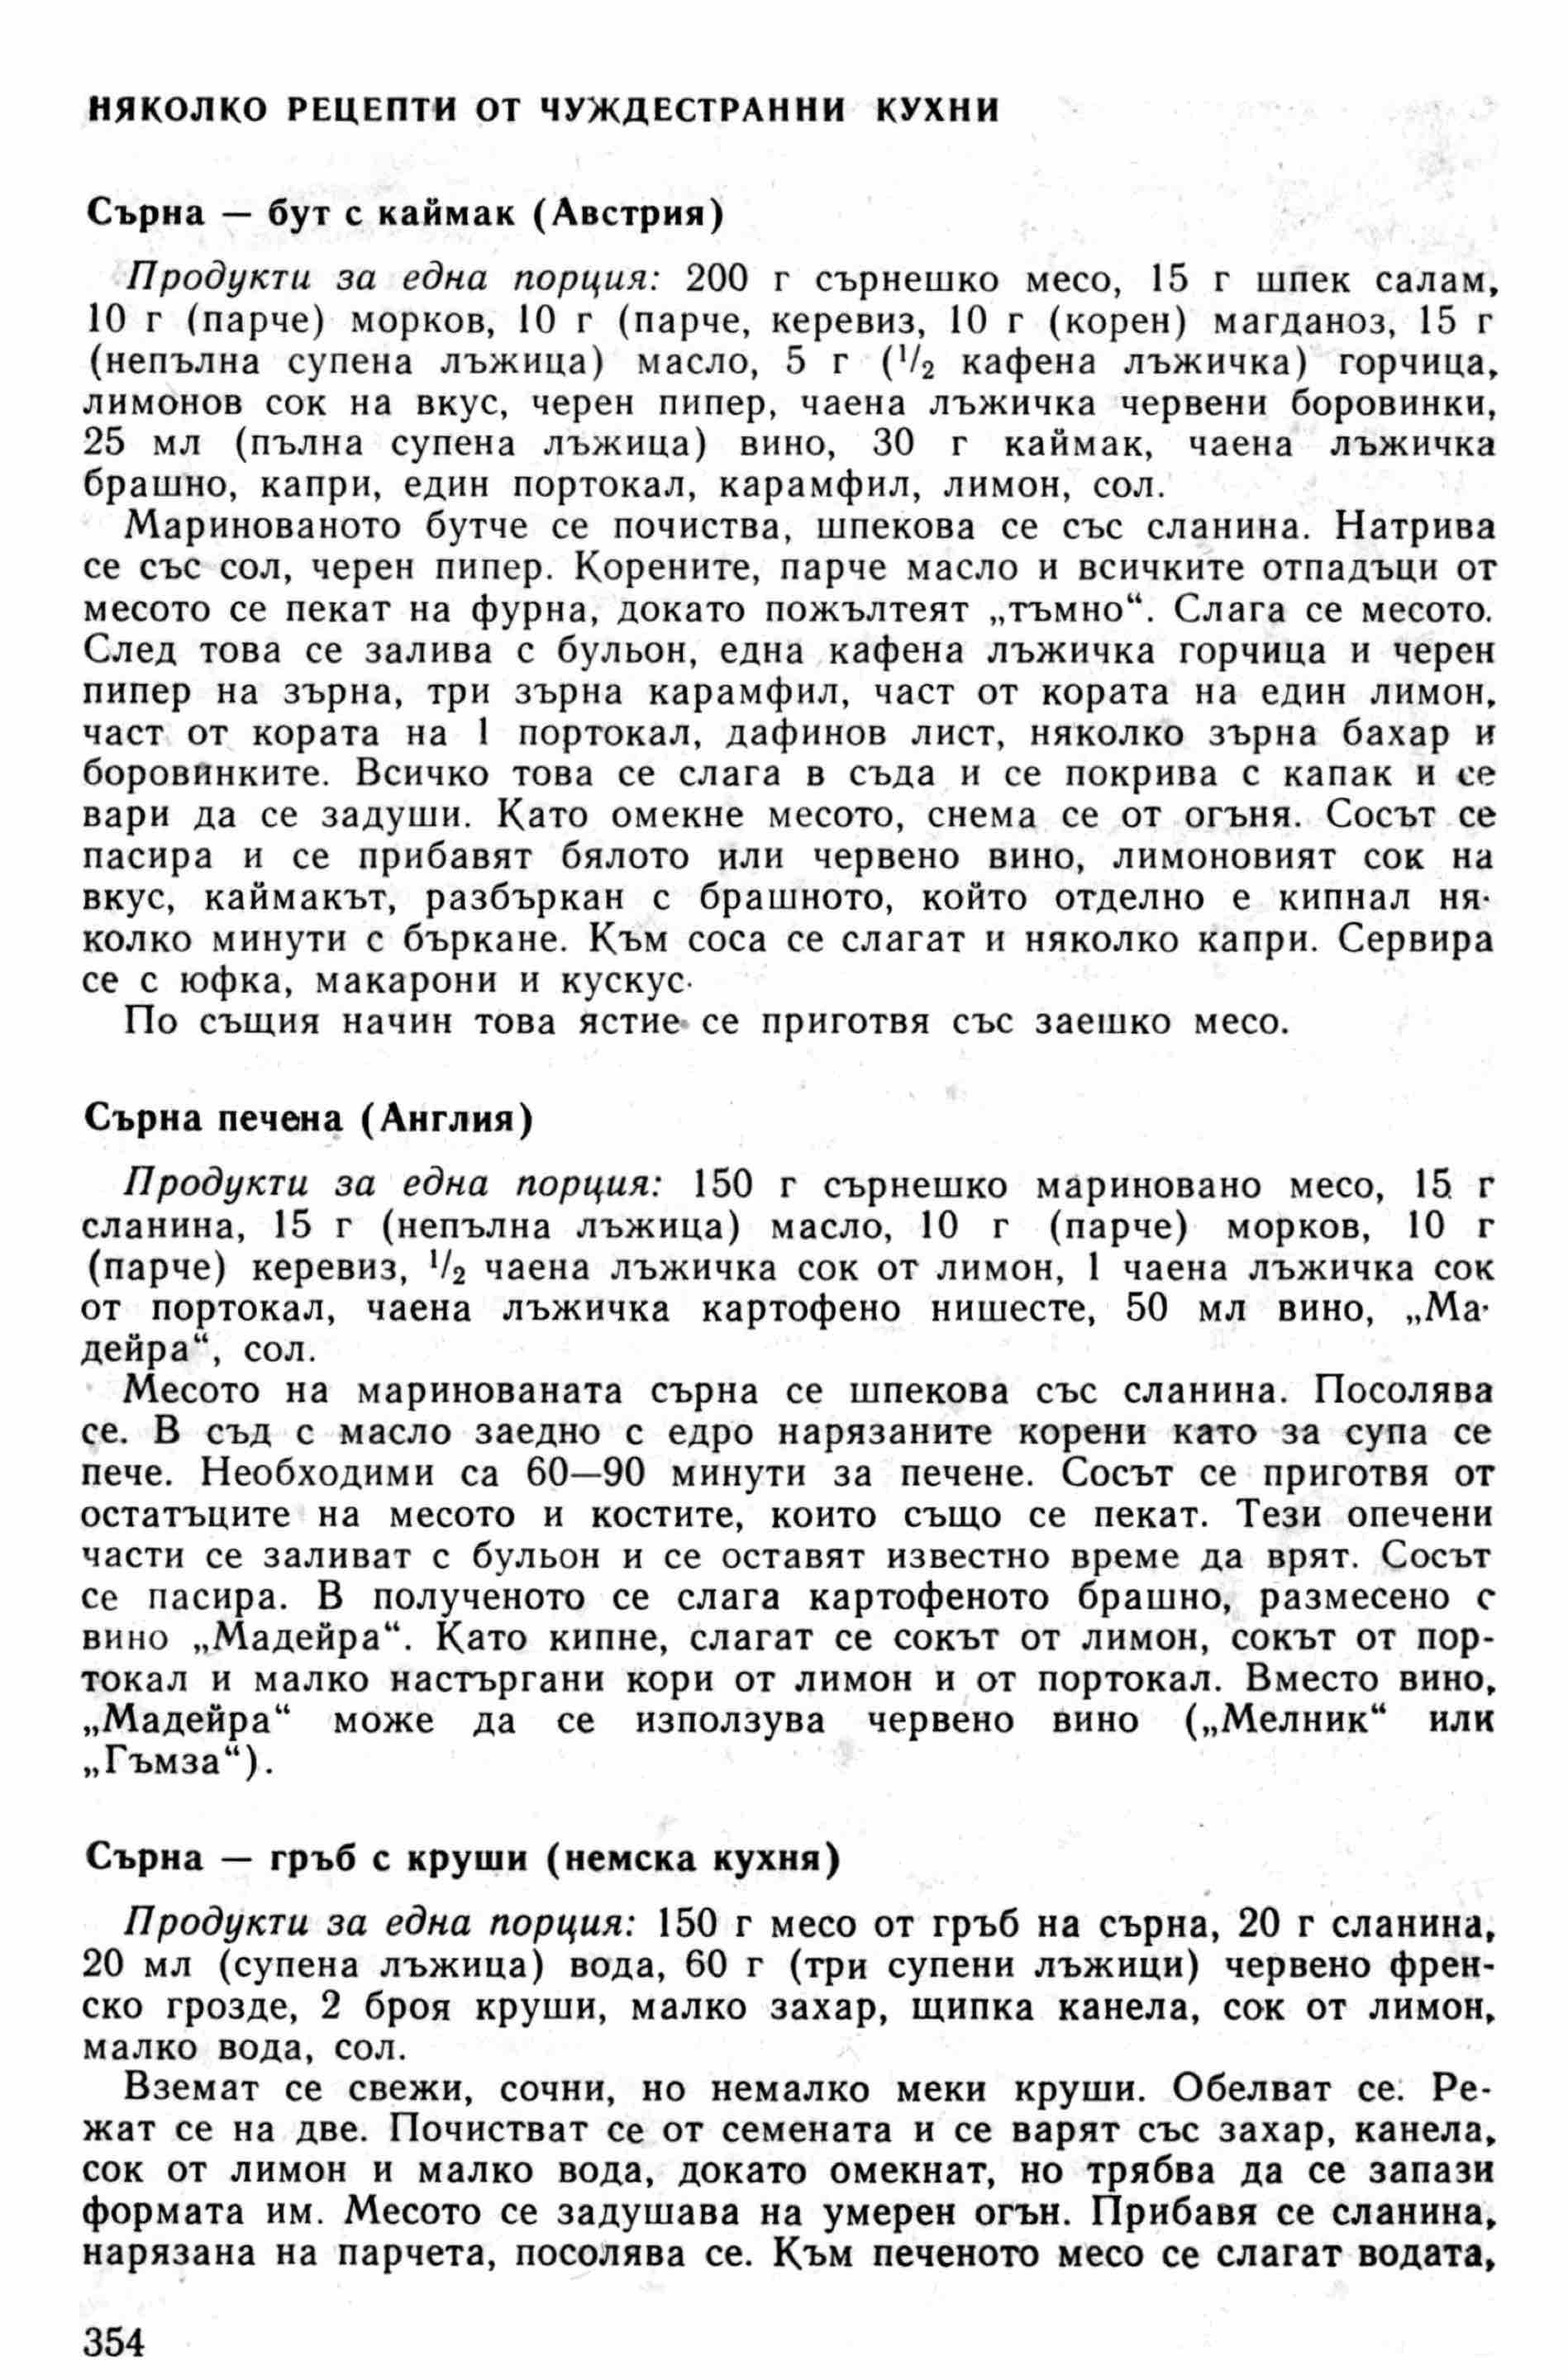 НЯКОЛКО РЕЦЕПТИ ОТ ЧУЖДЕСТРАННИ КУХНИ
Сърна — бут с каймак (Австрия)
Продукти за една порция: 200 г сърнешко месо, 15 г шпек салам,
10 г (парче) морков, 10 г (парче, керевиз, 10 г (корен) магданоз, 15 г
(непълна супена лъжица) масло, 5 г (1/2 кафена лъжичка) горчица,
лимонов сок на вкус, черен пипер, чаена лъжичка червени боровинки,
25 мл (пълна супена лъжица) вино, 30 г каймак, чаена лъжичка
брашно, капри, един портокал, карамфил, лимон, сол.
Маринованото бутче се почиства, шпекова се със сланина. Натрива
се със сол, черен пипер. Корените, парче масло и всичките отпадъци от
месото се пекат на фурна, докато пожълтеят „тъмно“. Слага се месото.
След това се залива с бульон, една кафена лъжичка горчица и черен
пипер на зърна, три зърна карамфил, част от кората на един лимон,
част от кората на 1 портокал, дафинов лист, няколко зърна бахар и
боровинките. Всичко това се слага в съда и се покрива с капак и се
вари да се задуши. Като омекне месото, снема се от огъня. Сосът се
пасира и се прибавят бялото или червено вино, лимоновият сок на
вкус, каймакът, разбъркан с брашното, който отделно е кипнал ня-
колко минути с бъркане. Към соса се слагат и няколко капри. Сервира
се с юфка, макарони и кускус.
По същия начин това ястие се приготвя със заешко месо.
Сърна печена (Англия)
Продукти за една порция: 150 г сърнешко мариновано месо, 15 г
сланина, 15 г (непълна лъжица) масло, 10 г (парче) морков, 10 г
(парче) керевиз, 1/2 чаена лъжичка сок от лимон, 1 чаена лъжичка сок
от портокал, чаена лъжичка картофено нишесте, 50 мл вино, „Ма-
дейра“, сол.
Месото на маринованата сърна се шпекова със сланина. Посолява
се. В съд с масло заедно с едро нарязаните корени като за супа се
пече. Необходими са 60—90 минути за печене. Сосът се приготвя от
остатъците на месото и костите, които също се пекат. Тези опечени
части се заливат с бульон и се оставят известно време да врят. Сосът
се пасира. В полученото се слага картофеното брашно, размесено с
вино „Мадейра“. Като кипне, слагат се сокът от лимон, сокът от пор-
токал и малко настъргани кори от лимон и от портокал. Вместо вино,
„Мадейра“ може да се използува червено вино („Мелник“ или
„Гъмза“).
Сърна — гръб с круши (немска кухня)
Продукти за една порция: 150 г месо от гръб на сърна, 20 г сланина,
20 мл (супена лъжица) вода, 60 г (три супени лъжици) червено френ-
ско грозде, 2 броя круши, малко захар, щипка канела, сок от лимон,
малко вода, сол.
Вземат се свежи, сочни, но немалко меки круши. Обелват се. Ре-
жат се на две. Почистват се от семената и се варят със захар, канела,
сок от лимон и малко вода, докато омекнат, но трябва да се запази
формата им. Месото се задушава на умерен огън. Прибавя се сланина,
нарязана на парчета, посолява се. Към печеното месо се слагат водата,
354